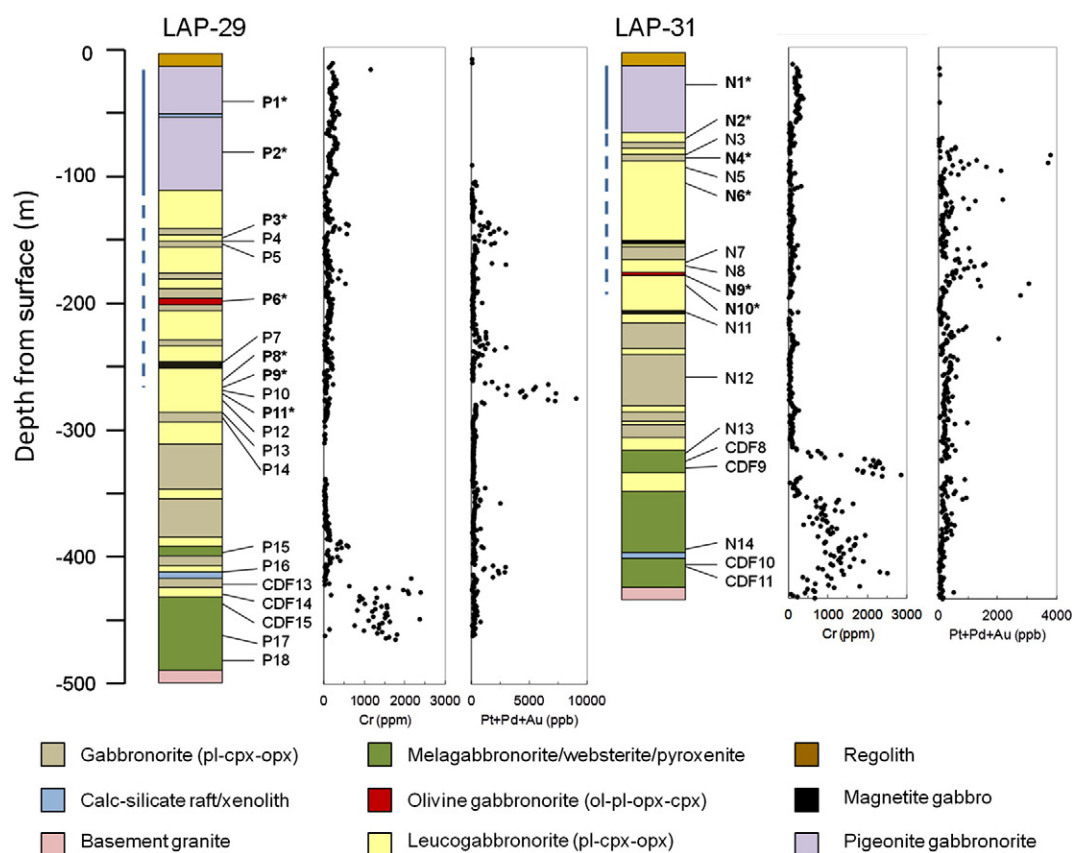 LAP-29
LAP-31
Depth from surface (m)
0
-100
-200
-300
-400
-500
P1*
P2*
P3*
P4
P5
P6*
P7
P8*
P9*
P10
P11*
P12
P13
P14
P15
P16
CDF13
CDF14
CDF15
P17
P18
0 1000 2000 3000
Cr (ppm)
0 5000 10000
Pt+Pd+Au (ppb)
N1*
N2*
N3
N4*
N5
N6*
N7
N8
N9*
N10*
N11
N12
N13
CDF8
CDF9
N14
CDF10
CDF11
0 1000 2000 3000
Cr (ppm)
0 2000 4000
Pt+Pd+Au (ppb)
Gabbronorite (pl-cpx-opx)
Melagabbronorite/websterite/pyroxenite
Regolith
Calc-silicate raft/xenolith
Olivine gabbronorite (ol-pl-opx-cpx)
Magnetite gabbro
Basement granite
Leucogabbronorite (pl-cpx-opx)
Pigeonite gabbronorite